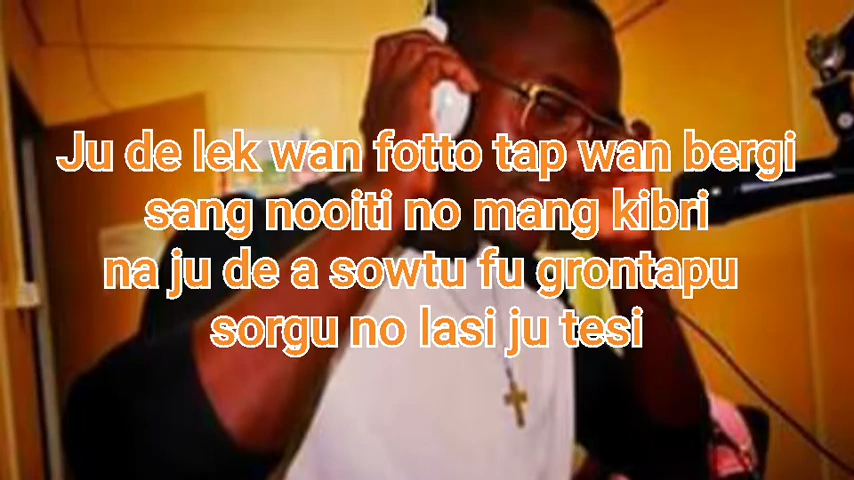 Ju de lek wan fotto tap wan bergi
sang nooiti no mang kibri
na ju de a sowtu fu grontapu
sorgu no lasi ju tesi